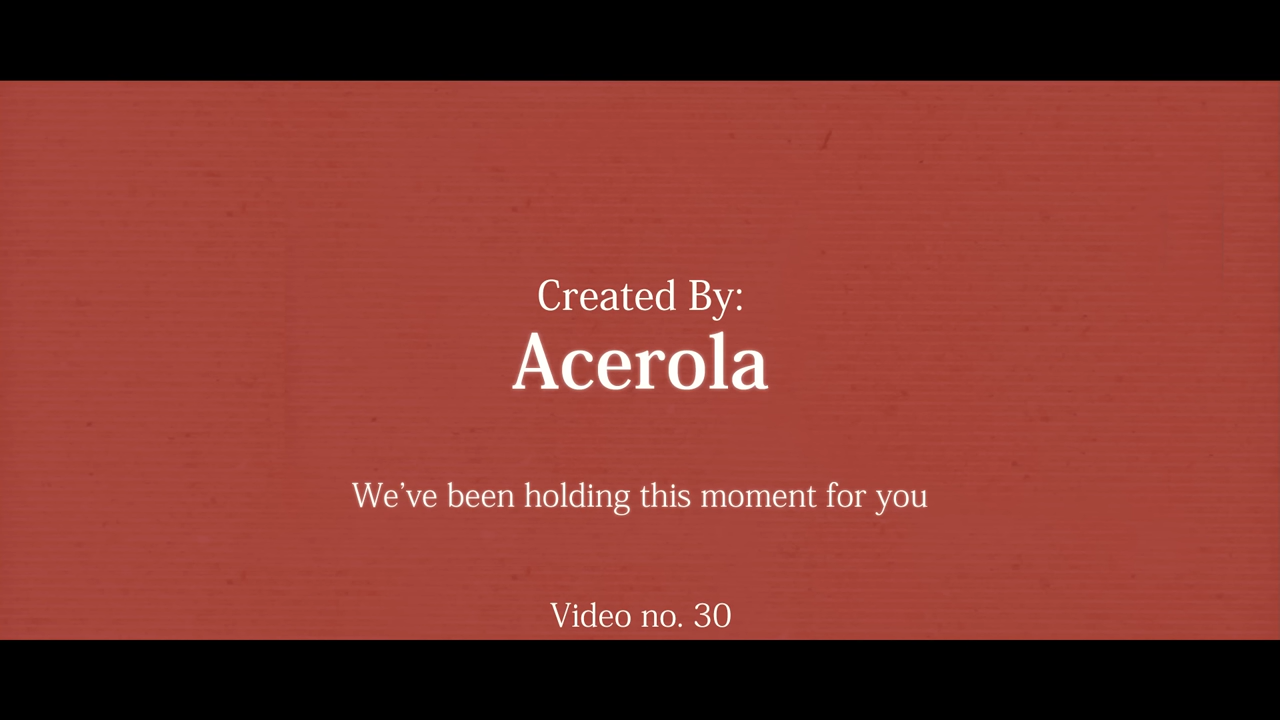 Created By:
Acerola
We’ve been holding this moment for you
Video no. 30